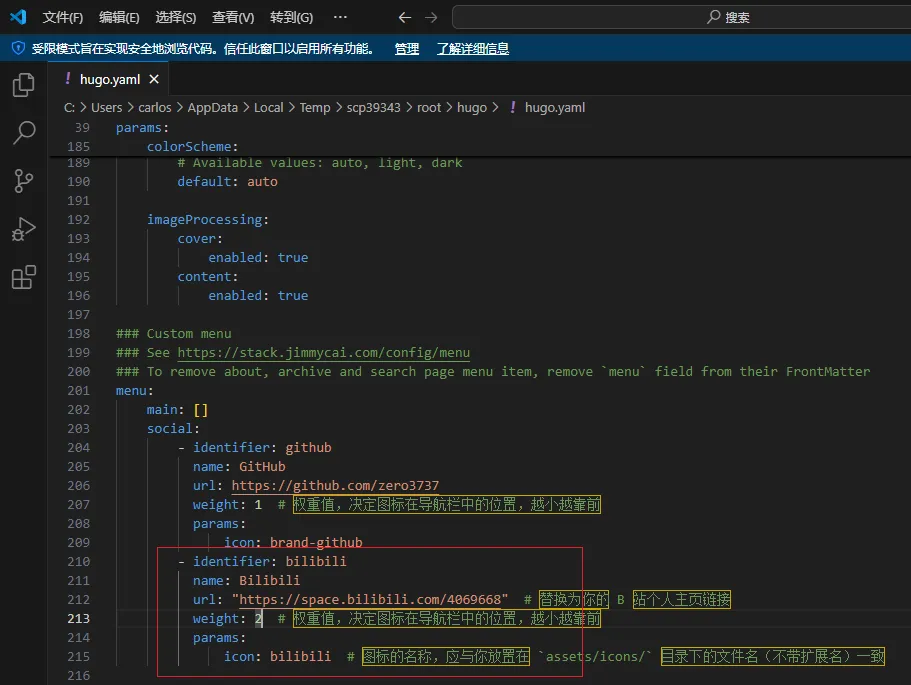 文件(F) 编辑(E) 选择(S) 查看(V) 转到(G) ··· 搜索
受限模式旨在实现安全地浏览代码。信任此窗口以启用所有功能。 管理 了解详细信息
! hugo.yaml
C: > Users > carlos > AppData > Local > Temp > scp39343 > root > hugo > ! hugo.yaml
39 params:
185 colorScheme:
189 # Available values: auto, light, dark
190 default: auto
191
192 imageProcessing:
193 cover:
194 enabled: true
195 content:
196 enabled: true
197
198 ### Custom menu
199 ### See https://stack.jimmycai.com/config/menu
200 ### To remove about, archive and search page menu item, remove `menu` field from their FrontMatter
201 menu:
202 main: []
203 social:
204 - identifier: github
205 name: GitHub
206 url: https://github.com/zero3737
207 weight: 1 # 权重值，决定图标在导航栏中的位置，越小越靠前
208 params:
209 icon: brand-github
210 - identifier: bilibili
211 name: Bilibili
212 url: "https://space.bilibili.com/4069668" # 替换为你的 B 站个人主页链接
213 weight: 2 # 权重值，决定图标在导航栏中的位置，越小越靠前
214 params:
215 icon: bilibili # 图标的名称，应与你放置在 `assets/icons/` 目录下的文件名（不带扩展名）一致
216